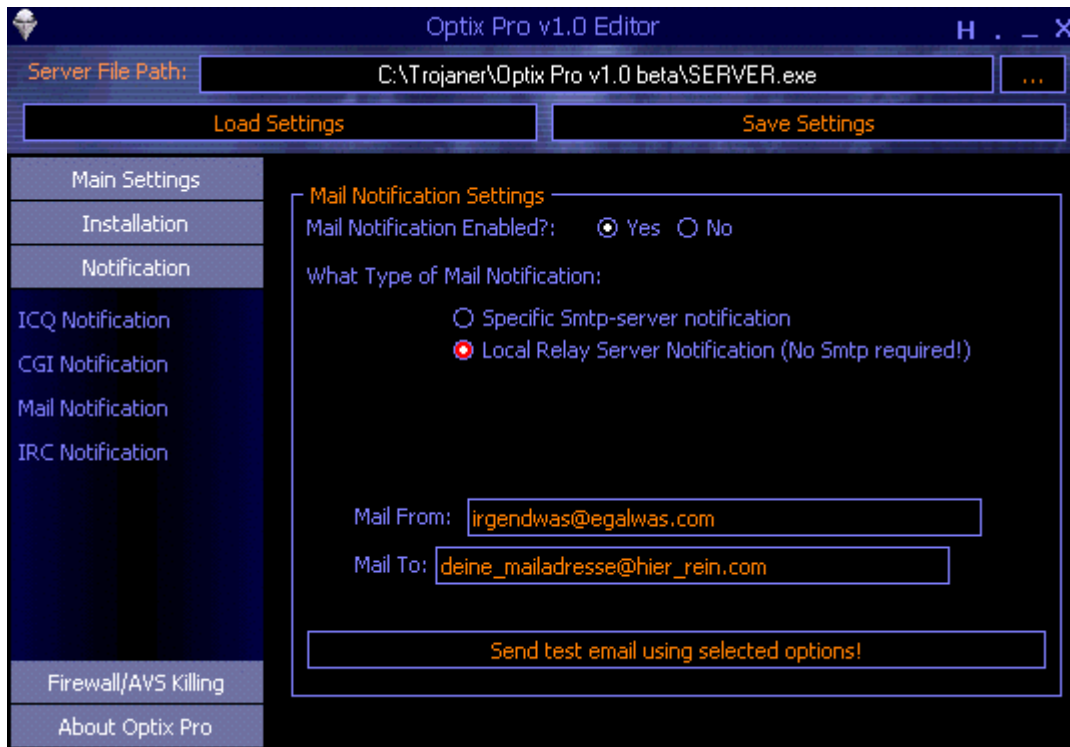 Optix Pro v1.0 Editor
H . _ X
Server File Path: C:\Trojaner\Optix Pro v1.0 beta\SERVER.exe ...
Load Settings Save Settings
Main Settings
Installation
Notification
ICQ Notification
CGI Notification
Mail Notification
IRC Notification
Firewall/AVS Killing
About Optix Pro
Mail Notification Settings
Mail Notification Enabled?: Yes No
What Type of Mail Notification:
Specific Smtp-server notification
Local Relay Server Notification (No Smtp required!)
Mail From: irgendwas@egalwas.com
Mail To: deine_mailadresse@hier_rein.com
Send test email using selected options!